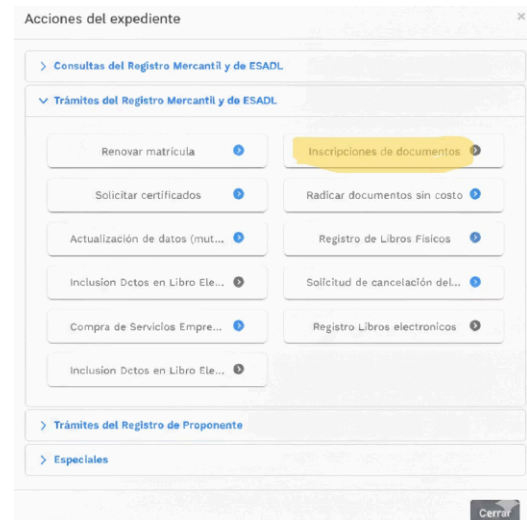 Acciones del expediente
Consultas del Registro Mercantil y de ESADL
Trámites del Registro Mercantil y de ESADL
Renovar matrícula
Inscripciones de documentos
Solicitar certificados
Radicar documentos sin costo
Actualización de datos (mut...
Registro de Libros Físicos
Inclusion Dctos en Libro Ele...
Solicitud de cancelación del...
Compra de Servicios Empre...
Registro Libros electronicos
Inclusion Dctos en Libro Ele...
Trámites del Registro de Proponente
Especiales
Cerrar